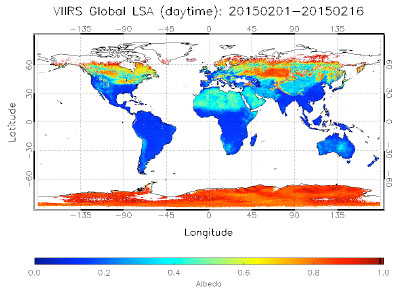 VIIRS Global LSA (daytime): 20150201-20150216
-135 -90 -45 0 45 90 135
60 60
30 30
0 0
-30 -30
-60 -60
Latitude
-135 -90 -45 0 45 90 135
Longitude
0.0 0.2 0.4 0.6 0.8 1.0
Albedo